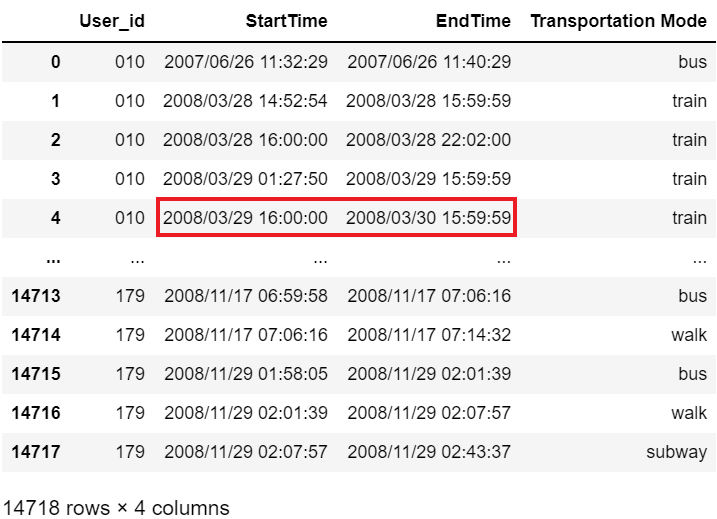 User_id StartTime EndTime Transportation Mode
0 010 2007/06/26 11:32:29 2007/06/26 11:40:29 bus
1 010 2008/03/28 14:52:54 2008/03/28 15:59:59 train
2 010 2008/03/28 16:00:00 2008/03/28 22:02:00 train
3 010 2008/03/29 01:27:50 2008/03/29 15:59:59 train
4 010 2008/03/29 16:00:00 2008/03/30 15:59:59 train
... ... ... ... ...
14713 179 2008/11/17 06:59:58 2008/11/17 07:06:16 bus
14714 179 2008/11/17 07:06:16 2008/11/17 07:14:32 walk
14715 179 2008/11/29 01:58:05 2008/11/29 02:01:39 bus
14716 179 2008/11/29 02:01:39 2008/11/29 02:07:57 walk
14717 179 2008/11/29 02:07:57 2008/11/29 02:43:37 subway
14718 rows × 4 columns